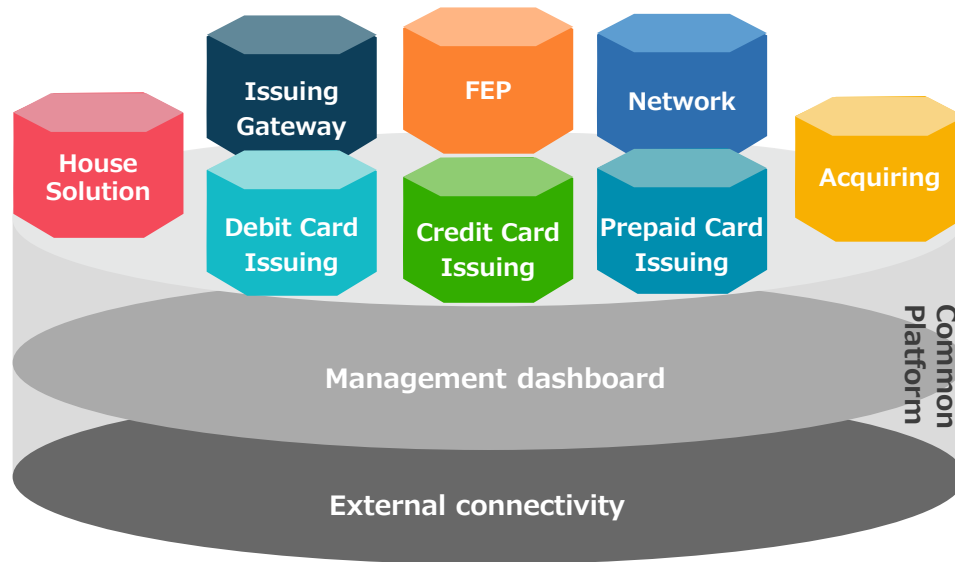 Issuing
Gateway
FEP
Network
House
Solution
Acquiring
Debit Card
Issuing
Credit Card
Issuing
Prepaid Card
Issuing
Common
Platform
Management dashboard
External connectivity